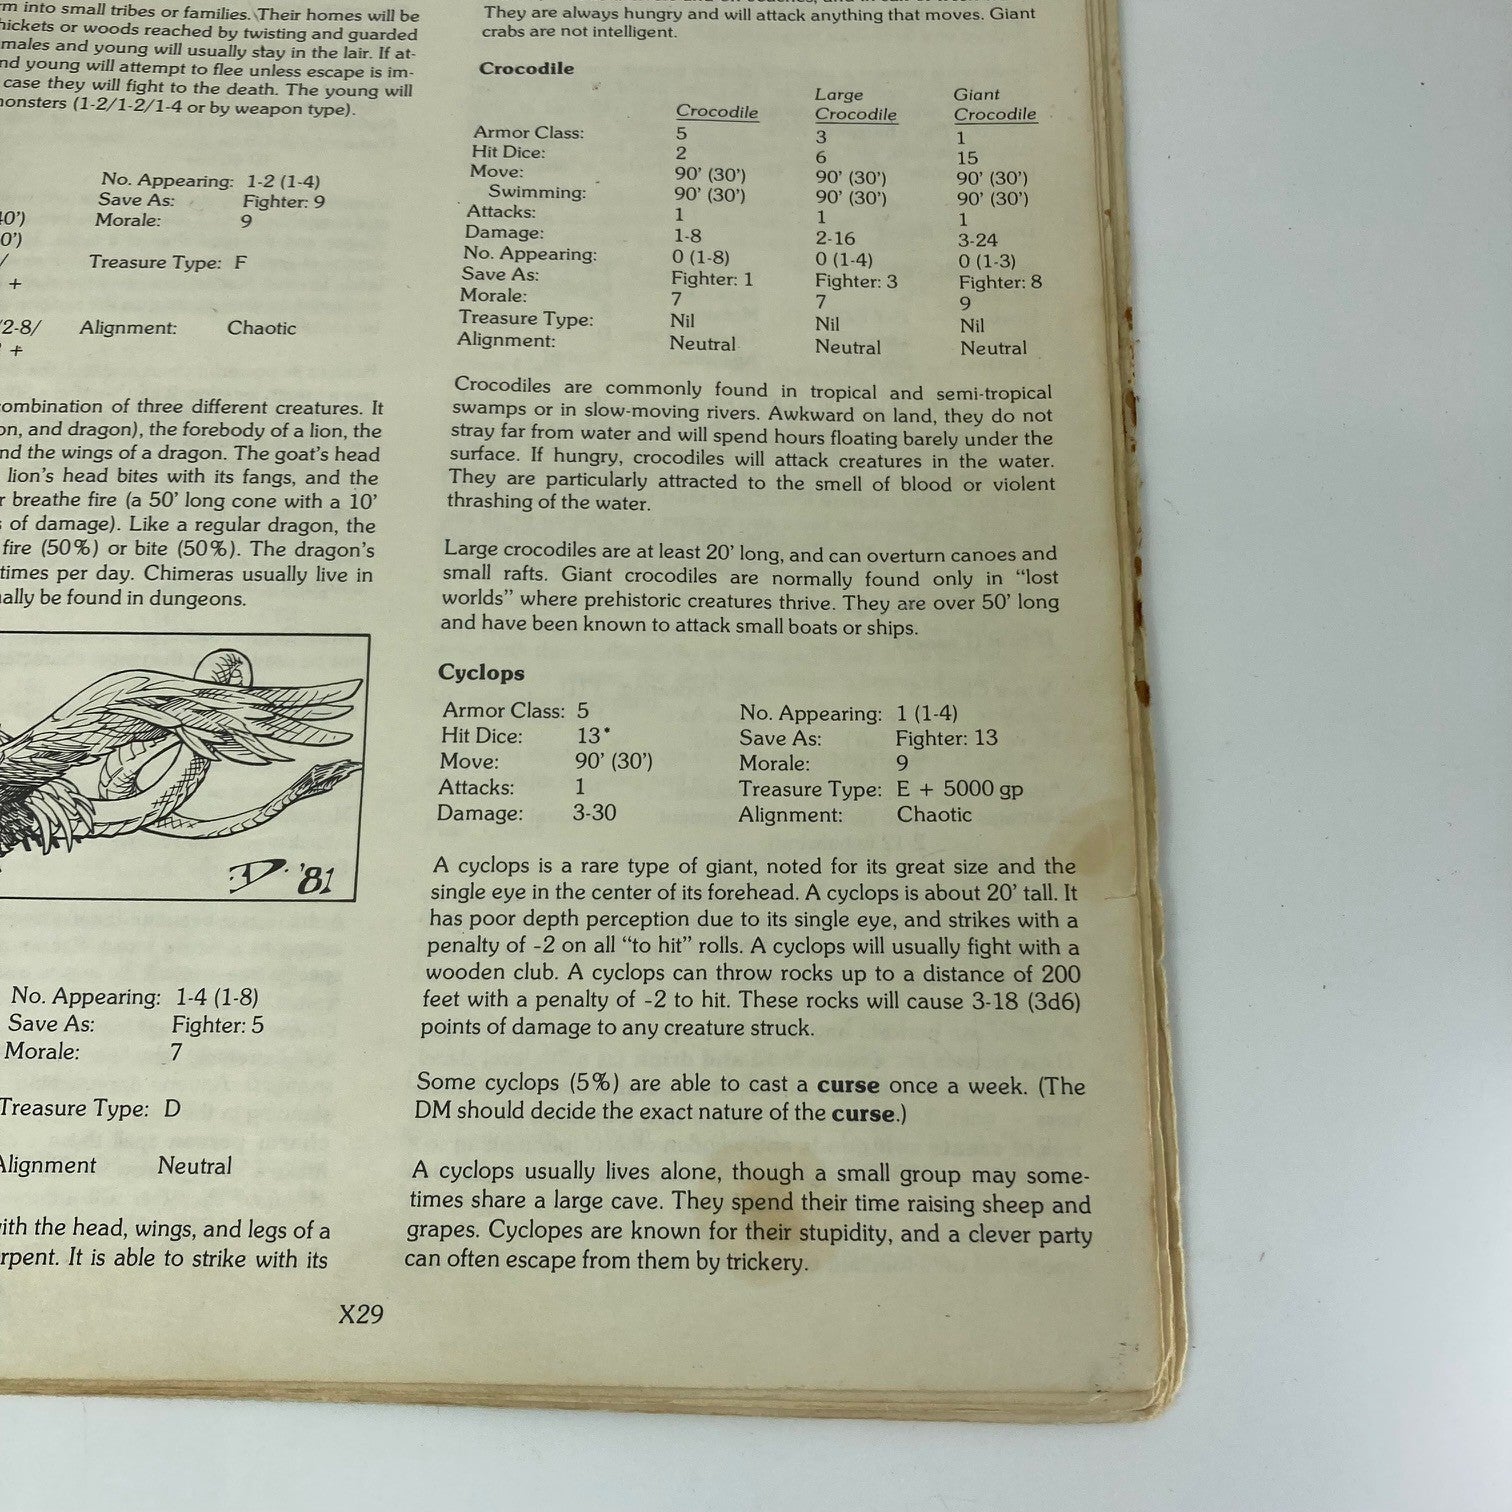 m into small tribes or families. Their homes will be
hickets or woods reached by twisting and guarded
males and young will usually stay in the lair. If at-
nd young will attempt to flee unless escape is im-
case they will fight to the death. The young will
monsters (1-2/1-2/1-4 or by weapon type).
No. Appearing: 1-2 (1-4)
Save As: Fighter: 9
Morale: 9
Treasure Type: F
+
/2-8/ Alignment: Chaotic
+
ombination of three different creatures. It
on, and dragon), the forebody of a lion, the
nd the wings of a dragon. The goat's head
lion's head bites with its fangs, and the
r breathe fire (a 50' long cone with a 10'
of damage). Like a regular dragon, the
fire (50%) or bite (50%). The dragon's
times per day. Chimeras usually live in
ally be found in dungeons.
D. '81
No. Appearing: 1-4 (1-8)
Save As: Fighter: 5
Morale: 7
Treasure Type: D
Alignment Neutral
ith the head, wings, and legs of a
rpent. It is able to strike with its
They are always hungry and will attack anything that moves. Giant
crabs are not intelligent.
Crocodile
Large Giant
Crocodile Crocodile Crocodile
Armor Class: 5 3 1
Hit Dice: 2 6 15
Move: 90' (30') 90' (30') 90' (30')
Swimming: 90' (30') 90' (30') 90' (30')
Attacks: 1 1 1
Damage: 1-8 2-16 3-24
No. Appearing: 0 (1-8) 0 (1-4) 0 (1-3)
Save As: Fighter: 1 Fighter: 3 Fighter: 8
Morale: 7 7 9
Treasure Type: Nil Nil Nil
Alignment: Neutral Neutral Neutral
Crocodiles are commonly found in tropical and semi-tropical
swamps or in slow-moving rivers. Awkward on land, they do not
stray far from water and will spend hours floating barely under the
surface. If hungry, crocodiles will attack creatures in the water.
They are particularly attracted to the smell of blood or violent
thrashing of the water.
Large crocodiles are at least 20' long, and can overturn canoes and
small rafts. Giant crocodiles are normally found only in "lost
worlds" where prehistoric creatures thrive. They are over 50' long
and have been known to attack small boats or ships.
Cyclops
Armor Class: 5 No. Appearing: 1 (1-4)
Hit Dice: 13* Save As: Fighter: 13
Move: 90' (30') Morale: 9
Attacks: 1 Treasure Type: E + 5000 gp
Damage: 3-30 Alignment: Chaotic
A cyclops is a rare type of giant, noted for its great size and the
single eye in the center of its forehead. A cyclops is about 20' tall. It
has poor depth perception due to its single eye, and strikes with a
penalty of -2 on all "to hit" rolls. A cyclops will usually fight with a
wooden club. A cyclops can throw rocks up to a distance of 200
feet with a penalty of -2 to hit. These rocks will cause 3-18 (3d6)
points of damage to any creature struck.
Some cyclops (5%) are able to cast a curse once a week. (The
DM should decide the exact nature of the curse.)
A cyclops usually lives alone, though a small group may some-
times share a large cave. They spend their time raising sheep and
grapes. Cyclopes are known for their stupidity, and a clever party
can often escape from them by trickery.
X29